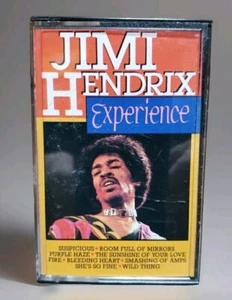 JIMI
HENDRIX
Experience
SUSPICIOUS • ROOM FULL OF MIRRORS
PURPLE HAZE • THE SUNSHINE OF YOUR LOVE
FIRE • BLEEDING HEART • SMASHING OF AMPS
SHE'S SO FINE • WILD THING